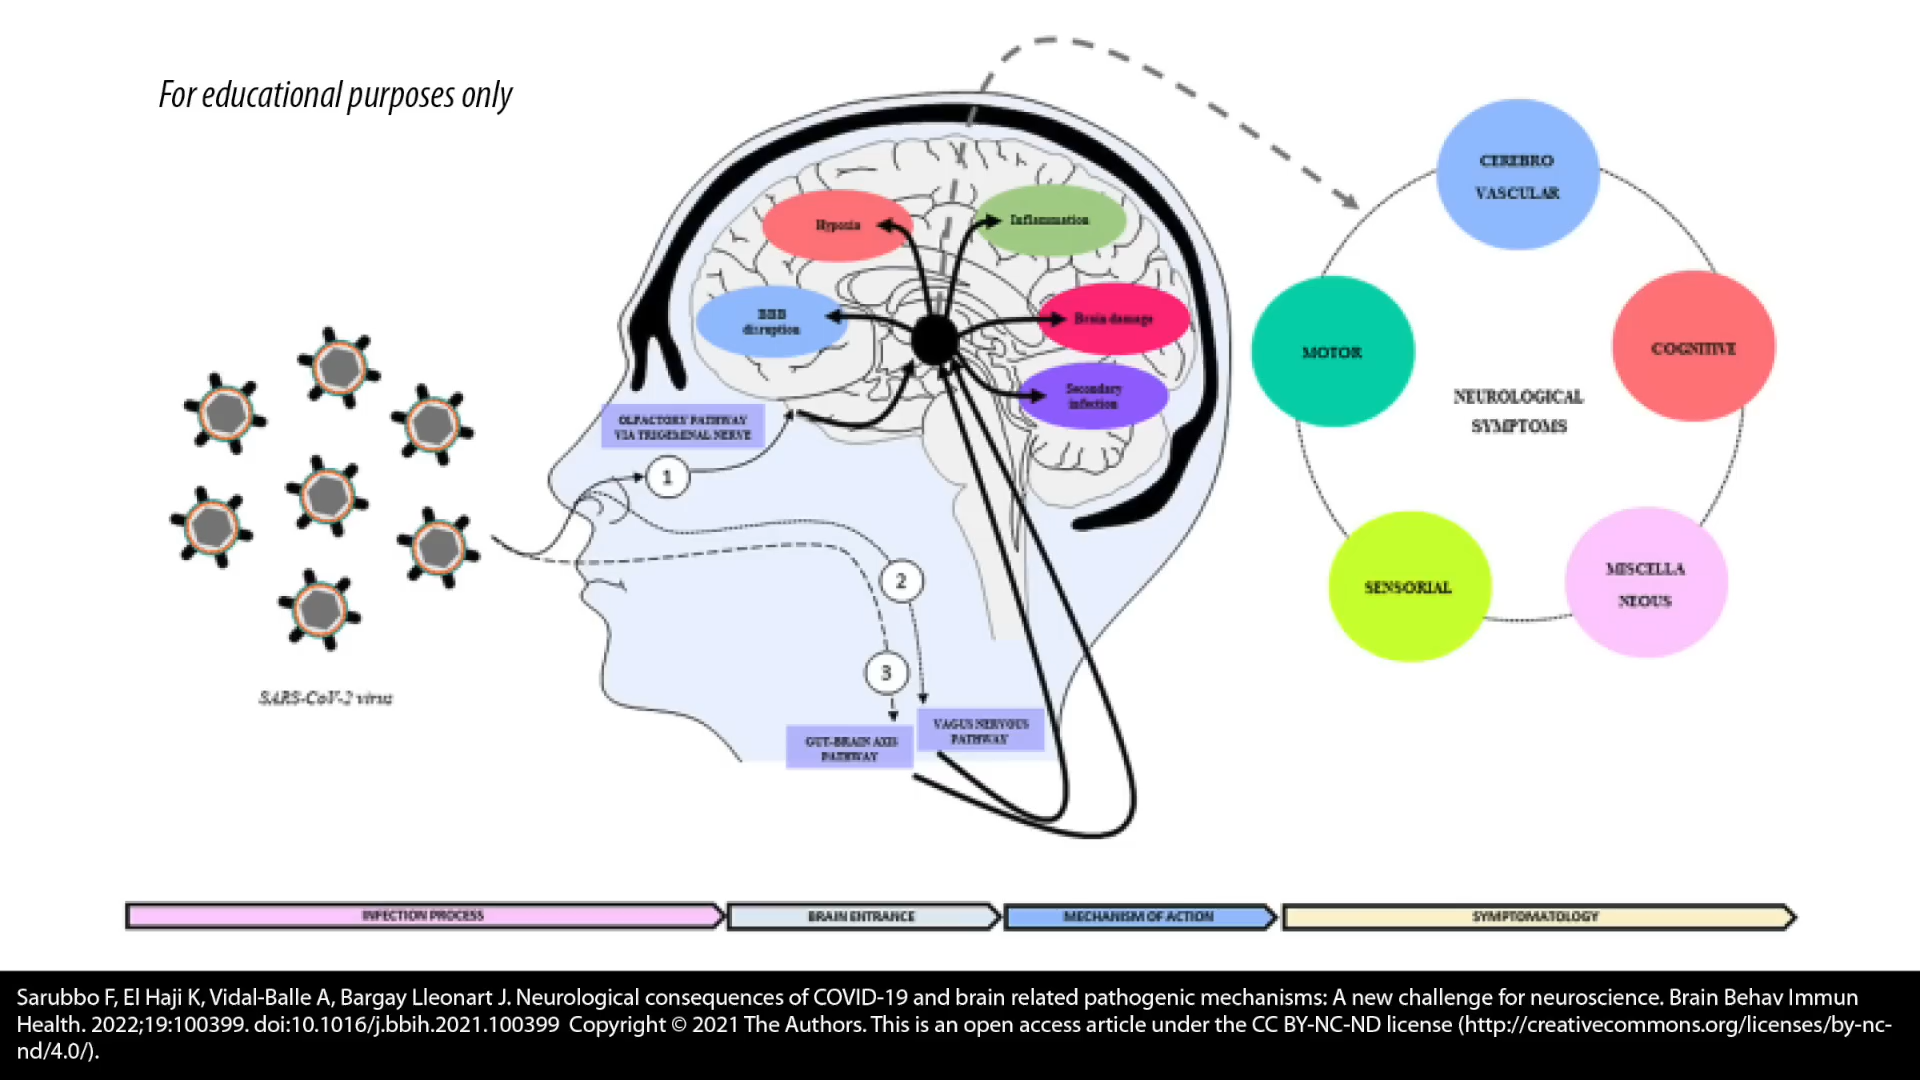 For educational purposes only
CEREBRO
VASCULAR
Hypoxia
Inflammation
BBB
disruption
Brain damage
Secondary
infection
MOTOR
COGNITIVE
NEUROLOGICAL
SYMPTOMS
OLFACTORY PATHWAY
VIA TRIGEMINAL NERVE
1
2
3
SENSORIAL
MISCELLA
NEOUS
SARS-CoV-2 virus
GUT-BRAIN AXIS
PATHWAY
VAGUS NERVOUS
PATHWAY
INFECTION PROCESS
BRAIN ENTRANCE
MECHANISM OF ACTION
SYMPTOMATOLOGY
Sarubbo F, El Haji K, Vidal-Balle A, Bargay Lleonart J. Neurological consequences of COVID-19 and brain related pathogenic mechanisms: A new challenge for neuroscience. Brain Behav Immun
Health. 2022;19:100399. doi:10.1016/j.bbih.2021.100399 Copyright © 2021 The Authors. This is an open access article under the CC BY-NC-ND license (http://creativecommons.org/licenses/by-nc-
nd/4.0/).